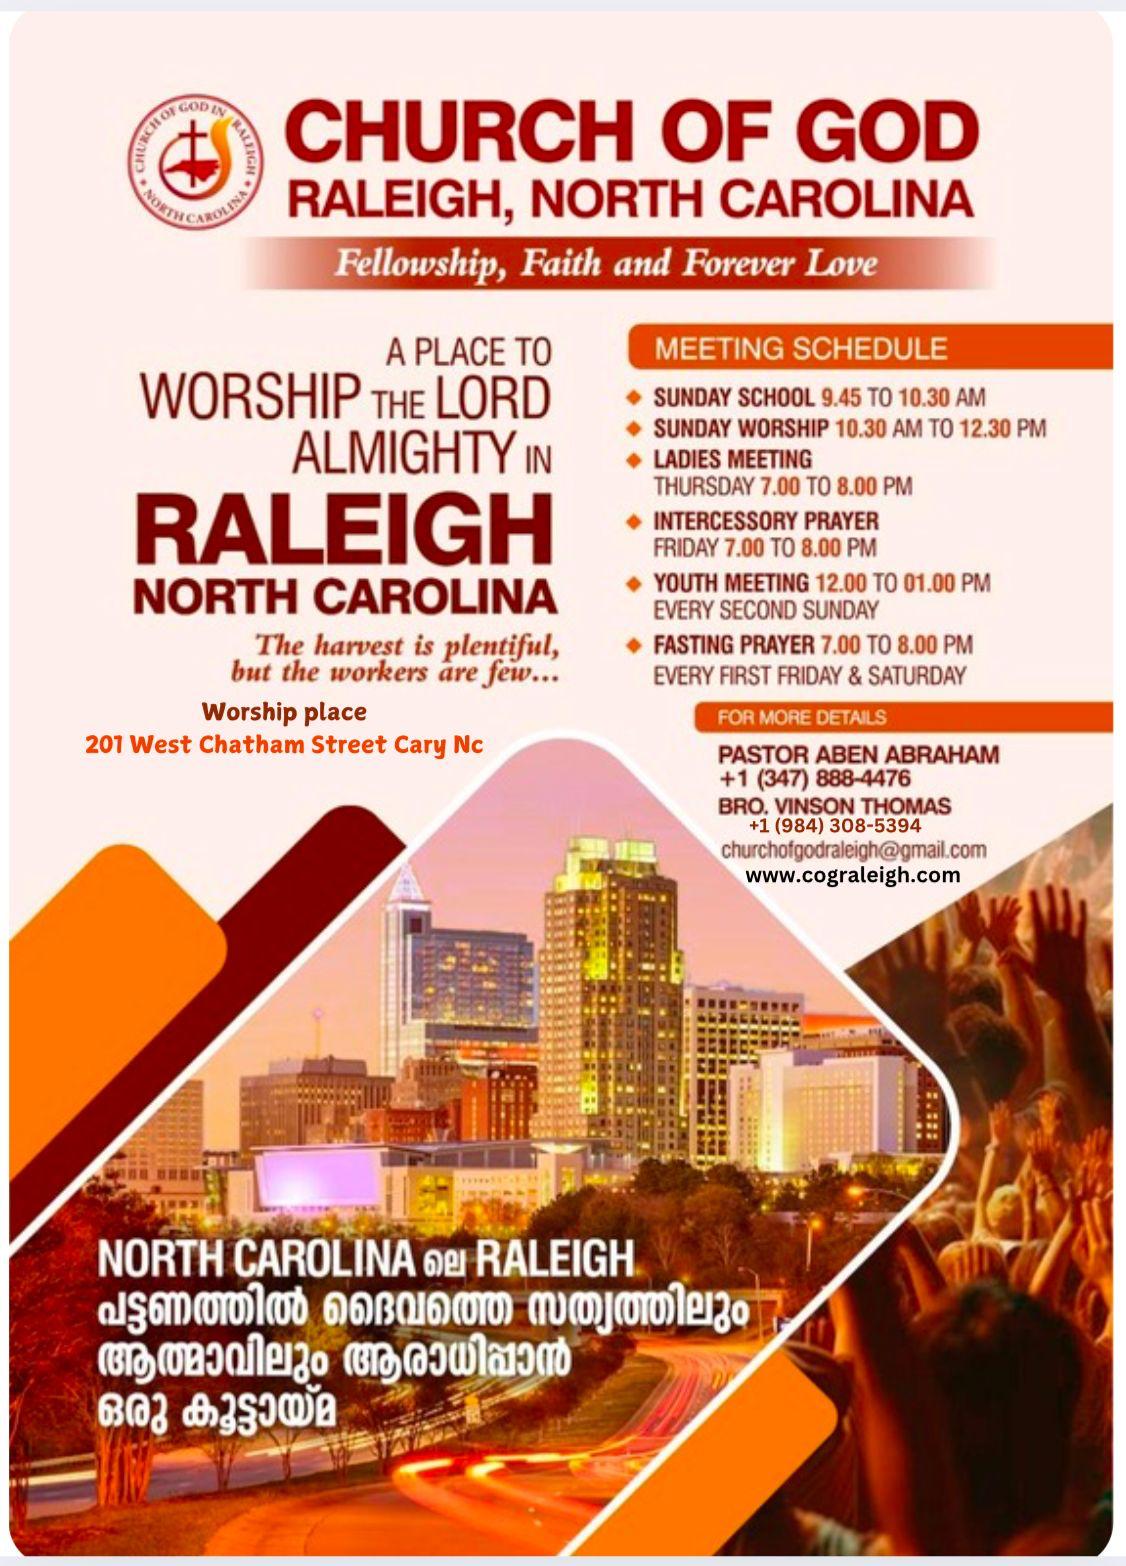 CHURCH OF GOD IN RALEIGH
NORTH CAROLINA
CHURCH OF GOD
RALEIGH, NORTH CAROLINA
Fellowship, Faith and Forever Love
A PLACE TO
WORSHIP THE LORD
ALMIGHTY IN
RALEIGH
NORTH CAROLINA
The harvest is plentiful,
but the workers are few...
Worship place
201 West Chatham Street Cary Nc
MEETING SCHEDULE
SUNDAY SCHOOL 9.45 TO 10.30 AM
SUNDAY WORSHIP 10.30 AM TO 12.30 PM
LADIES MEETING
THURSDAY 7.00 TO 8.00 PM
INTERCESSORY PRAYER
FRIDAY 7.00 TO 8.00 PM
YOUTH MEETING 12.00 TO 01.00 PM
EVERY SECOND SUNDAY
FASTING PRAYER 7.00 TO 8.00 PM
EVERY FIRST FRIDAY & SATURDAY
FOR MORE DETAILS
PASTOR ABEN ABRAHAM
+1 (347) 888-4476
BRO. VINSON THOMAS
+1 (984) 308-5394
churchofgodraleigh@gmail.com
www.cograleigh.com
NORTH CAROLINA ലെ RALEIGH
പട്ടണത്തിൽ ദൈവത്തെ സത്യത്തിലും
ആത്മാവിലും ആരാധിപ്പാൻ
ഒരു കൂട്ടായ്മ